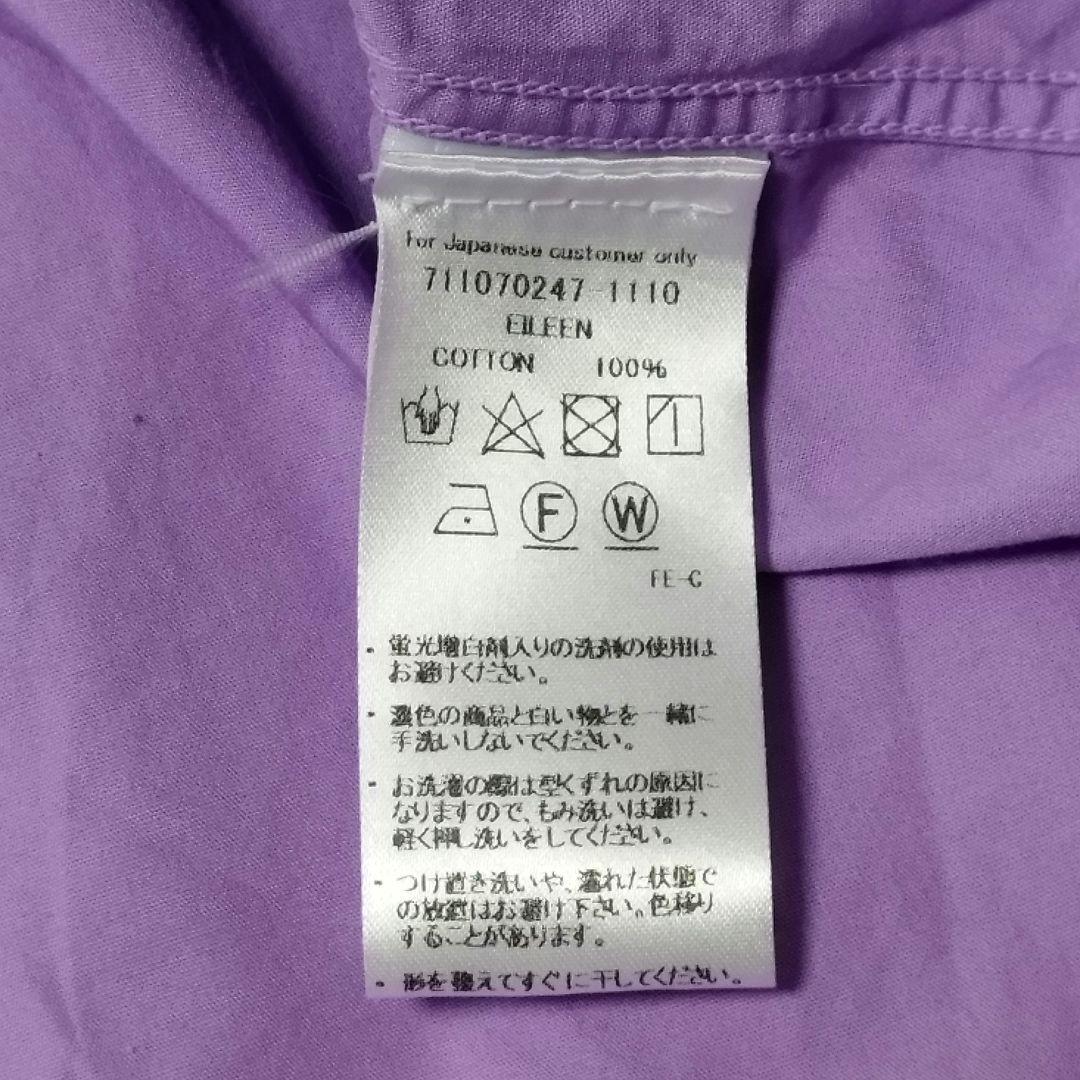 For Japanese customer only
711070247-1110
EILEEN
COTTON 100%
F W
FE-C
・蛍光増白剤入りの洗剤の使用は
お避けください。
・濃色の商品と白い物とを一緒に
手洗いしないでください。
・お洗濯の際は型くずれの原因に
なりますので、もみ洗いは避け、
軽く押し洗いをしてください。
・つけ置き洗いや、濡れた状態で
の放置はお避け下さい。色移り
することがあります。
・形を整えてすぐに干してください。